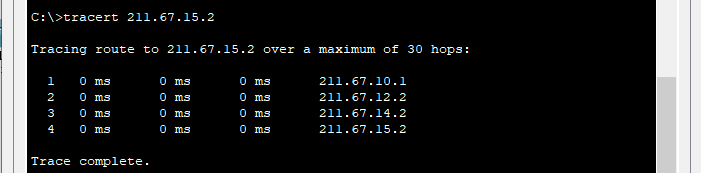 C:\>tracert 211.67.15.2
Tracing route to 211.67.15.2 over a maximum of 30 hops:
1 0 ms 0 ms 0 ms 211.67.10.1
2 0 ms 0 ms 0 ms 211.67.12.2
3 0 ms 0 ms 0 ms 211.67.14.2
4 0 ms 0 ms 0 ms 211.67.15.2
Trace complete.